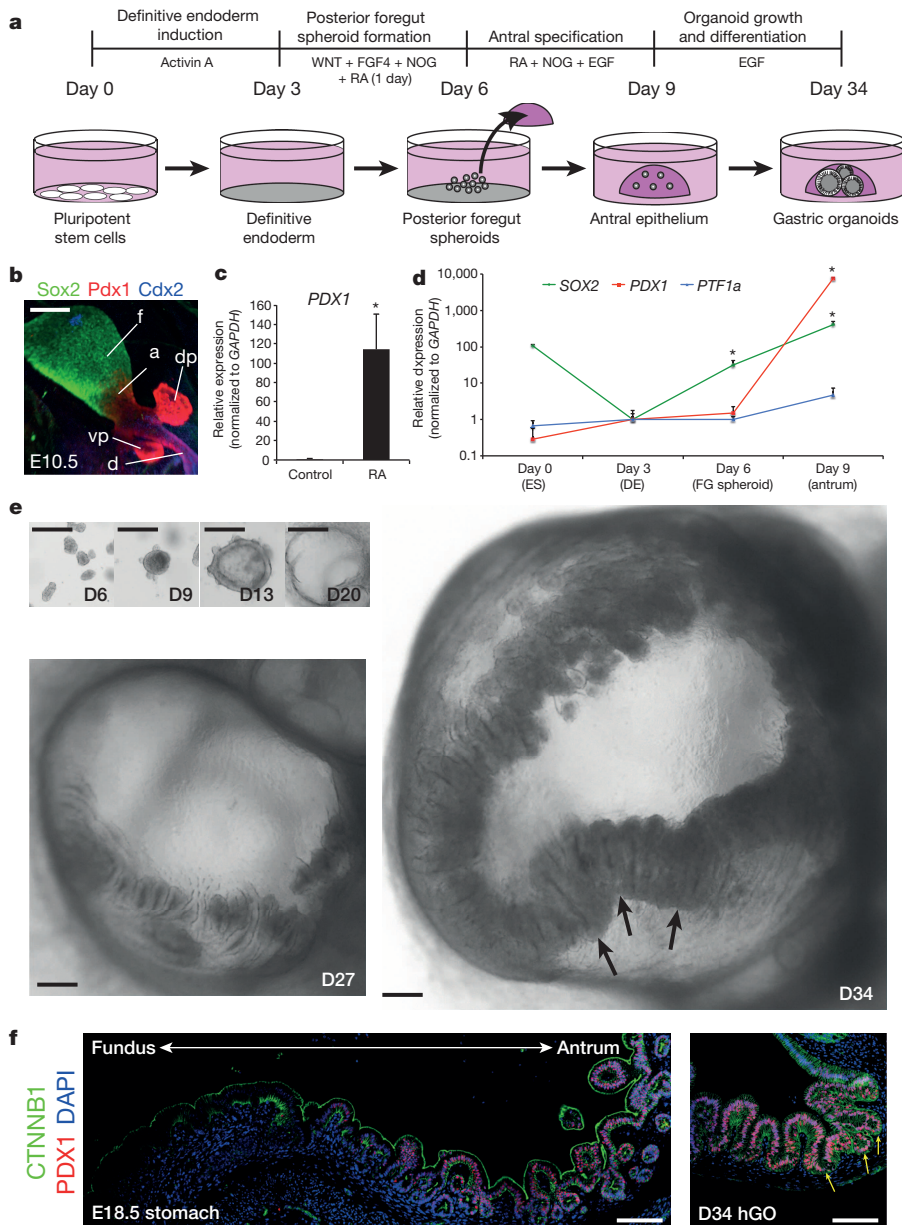 a
Definitive endoderm
induction
Posterior foregut
spheroid formation
Antral specification
Organoid growth
and differentiation
Activin A
WNT + FGF4 + NOG
+ RA (1 day)
RA + NOG + EGF
EGF
Day 0
Day 3
Day 6
Day 9
Day 34
Pluripotent
stem cells
Definitive
endoderm
Posterior foregut
spheroids
Antral epithelium
Gastric organoids
b
Sox2 Pdx1 Cdx2
f
a
dp
vp
d
E10.5
c
PDX1
Relative expression
(normalized to GAPDH)
160
140
120
100
80
60
40
20
0
*
Control
RA
d
SOX2
PDX1
PTF1a
Relative dxpression
(normalized to GAPDH)
10,000
1,000
100
10
1
0.1
*
*
*
Day 0
(ES)
Day 3
(DE)
Day 6
(FG spheroid)
Day 9
(antrum)
e
D6
D9
D13
D20
D27
D34
f
CTNNB1
PDX1 DAPI
Fundus
Antrum
E18.5 stomach
D34 hGO